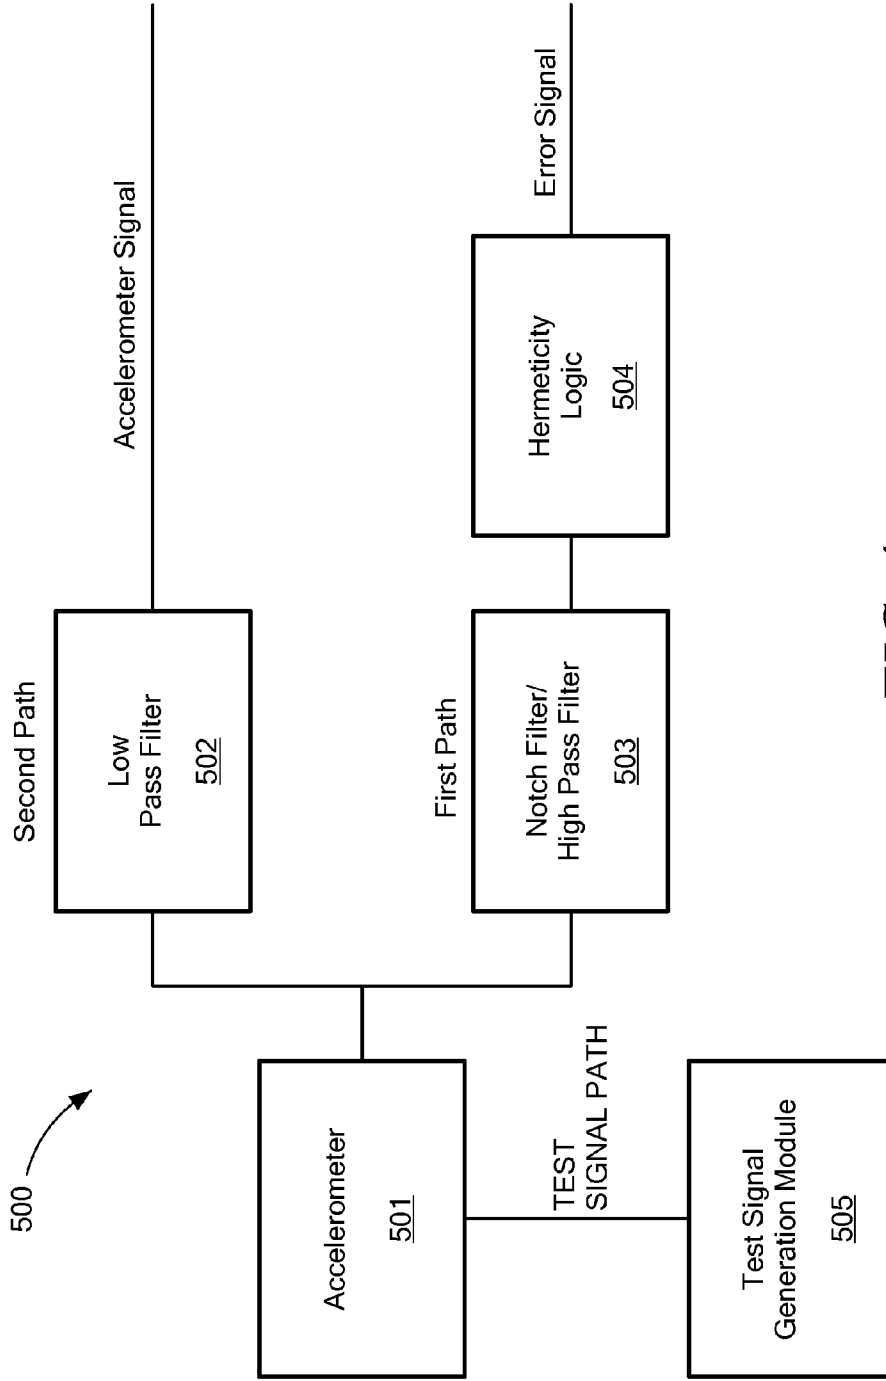 500
Second Path
Low
Pass Filter
502
Accelerometer Signal
Accelerometer
501
First Path
Notch Filter/
High Pass Filter
503
Hermeticity
Logic
504
Error Signal
TEST
SIGNAL PATH
Test Signal
Generation Module
505